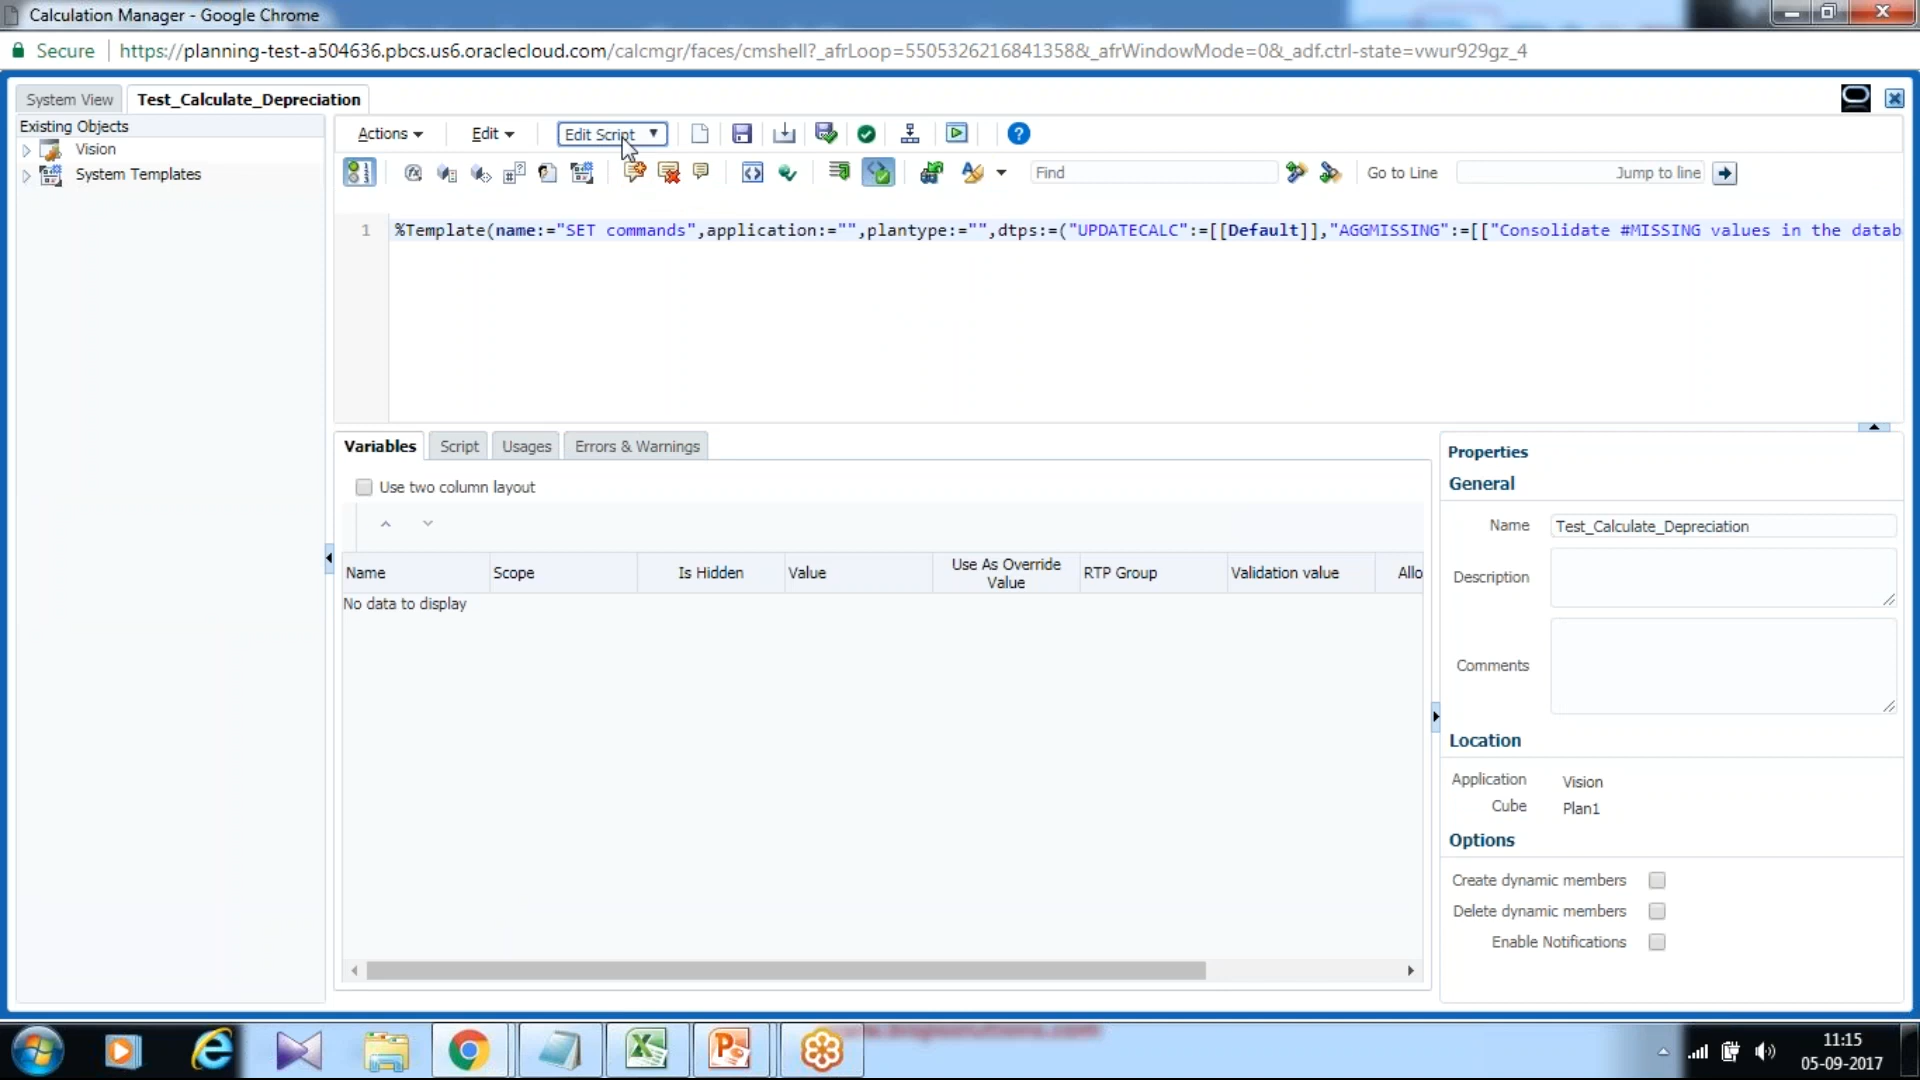 Calculation Manager - Google Chrome
Secure https://planning-test-a504636.pbcs.us6.oraclecloud.com/calcmgr/faces/cmshell?_afrLoop=5505326216841358&_afrWindowMode=0&_adf.ctrl-state=vwur929gz_4
System View Test_Calculate_Depreciation
Existing Objects
Vision
System Templates
Actions Edit Edit Script
Find Go to Line Jump to line
1 %Template(name:="SET commands",application:="",plantype:="",dtps:=("UPDATECALC":=[[Default]],"AGGMISSING":=[["Consolidate #MISSING values in the datab
Variables Script Usages Errors & Warnings
Use two column layout
Name Scope Is Hidden Value Use As Override Value RTP Group Validation value Allo
No data to display
Properties
General
Name Test_Calculate_Depreciation
Description
Comments
Location
Application Vision
Cube Plan1
Options
Create dynamic members
Delete dynamic members
Enable Notifications
11:15
05-09-2017